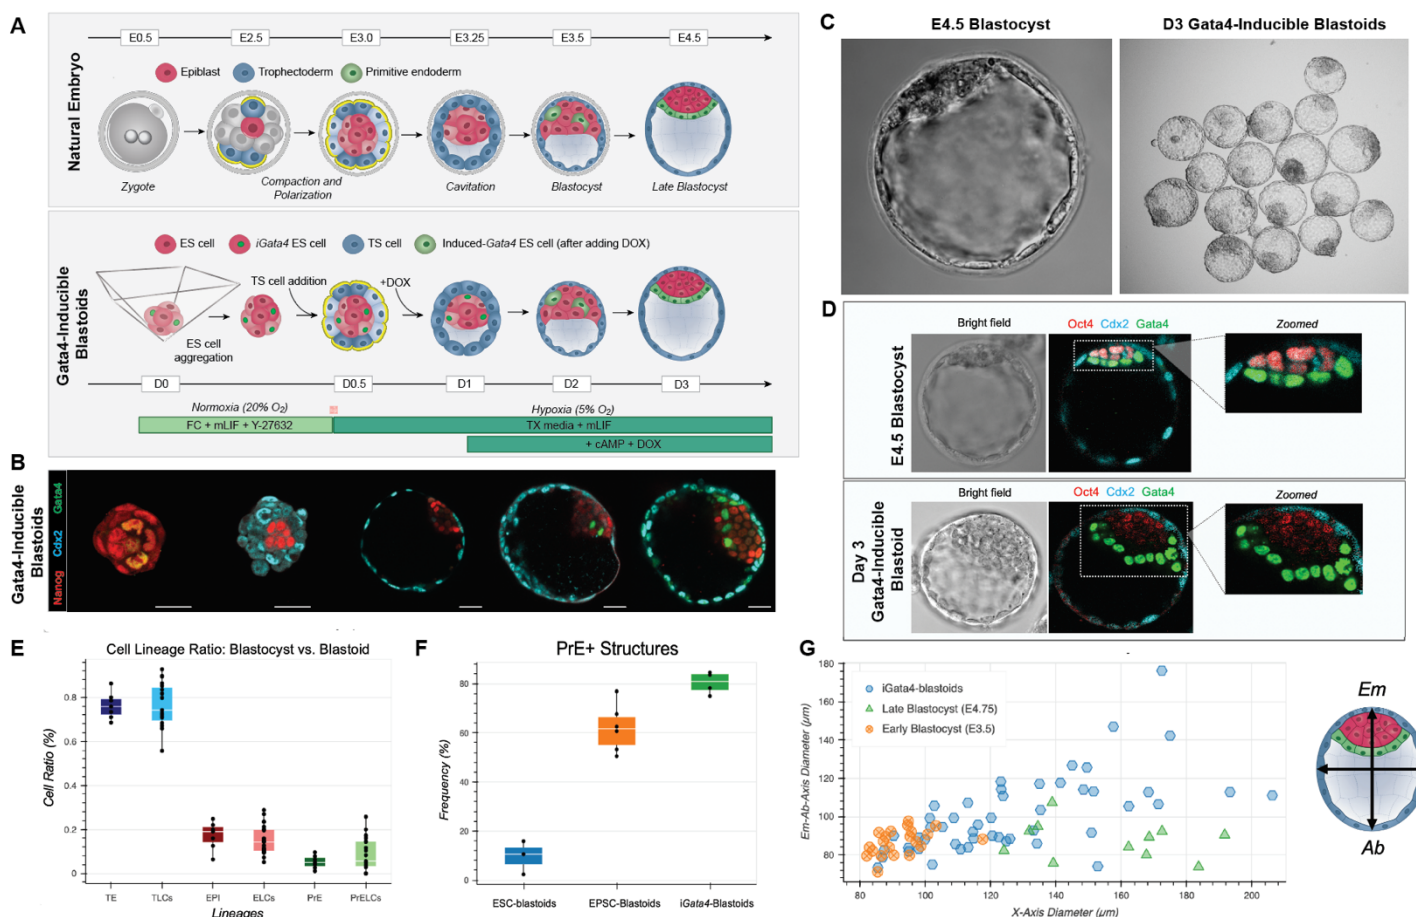 A
Natural Embryo
E0.5 E2.5 E3.0 E3.25 E3.5 E4.5
Epiblast Trophectoderm Primitive endoderm
Zygote
Compaction and
Polarization
Cavitation
Blastocyst
Late Blastocyst
Gata4-Inducible
Blastoids
ES cell iGata4 ES cell TS cell Induced-Gata4 ES cell (after adding DOX)
TS cell addition
+DOX
ES cell
aggregation
D0 D0.5 D1 D2 D3
Normoxia (20% O₂) Hypoxia (5% O₂)
FC + mLIF + Y-27632 TX media + mLIF
+ cAMP + DOX
B
Gata4-Inducible
Blastoids
Nanog Cdx2 Gata4
C
E4.5 Blastocyst
D3 Gata4-Inducible Blastoids
D
E4.5 Blastocyst
Bright field
Oct4 Cdx2 Gata4
Zoomed
Day 3
Gata4-Inducible
Blastoid
Bright field
Oct4 Cdx2 Gata4
Zoomed
E
Cell Lineage Ratio: Blastocyst vs. Blastoid
Cell Ratio (%)
0.8
0.6
0.4
0.2
0
TE TLCs EPI ELCs PrE PrELCs
Lineages
F
PrE+ Structures
Frequency (%)
80
60
40
20
0
ESC-blastoids EPSC-Blastoids iGata4-Blastoids
G
Em-Ab-Axis Diameter (μm)
180
160
140
120
100
80
iGata4-blastoids
Late Blastocyst (E4.75)
Early Blastocyst (E3.5)
80 100 120 140 160 180 200
X-Axis Diameter (μm)
Em
Ab